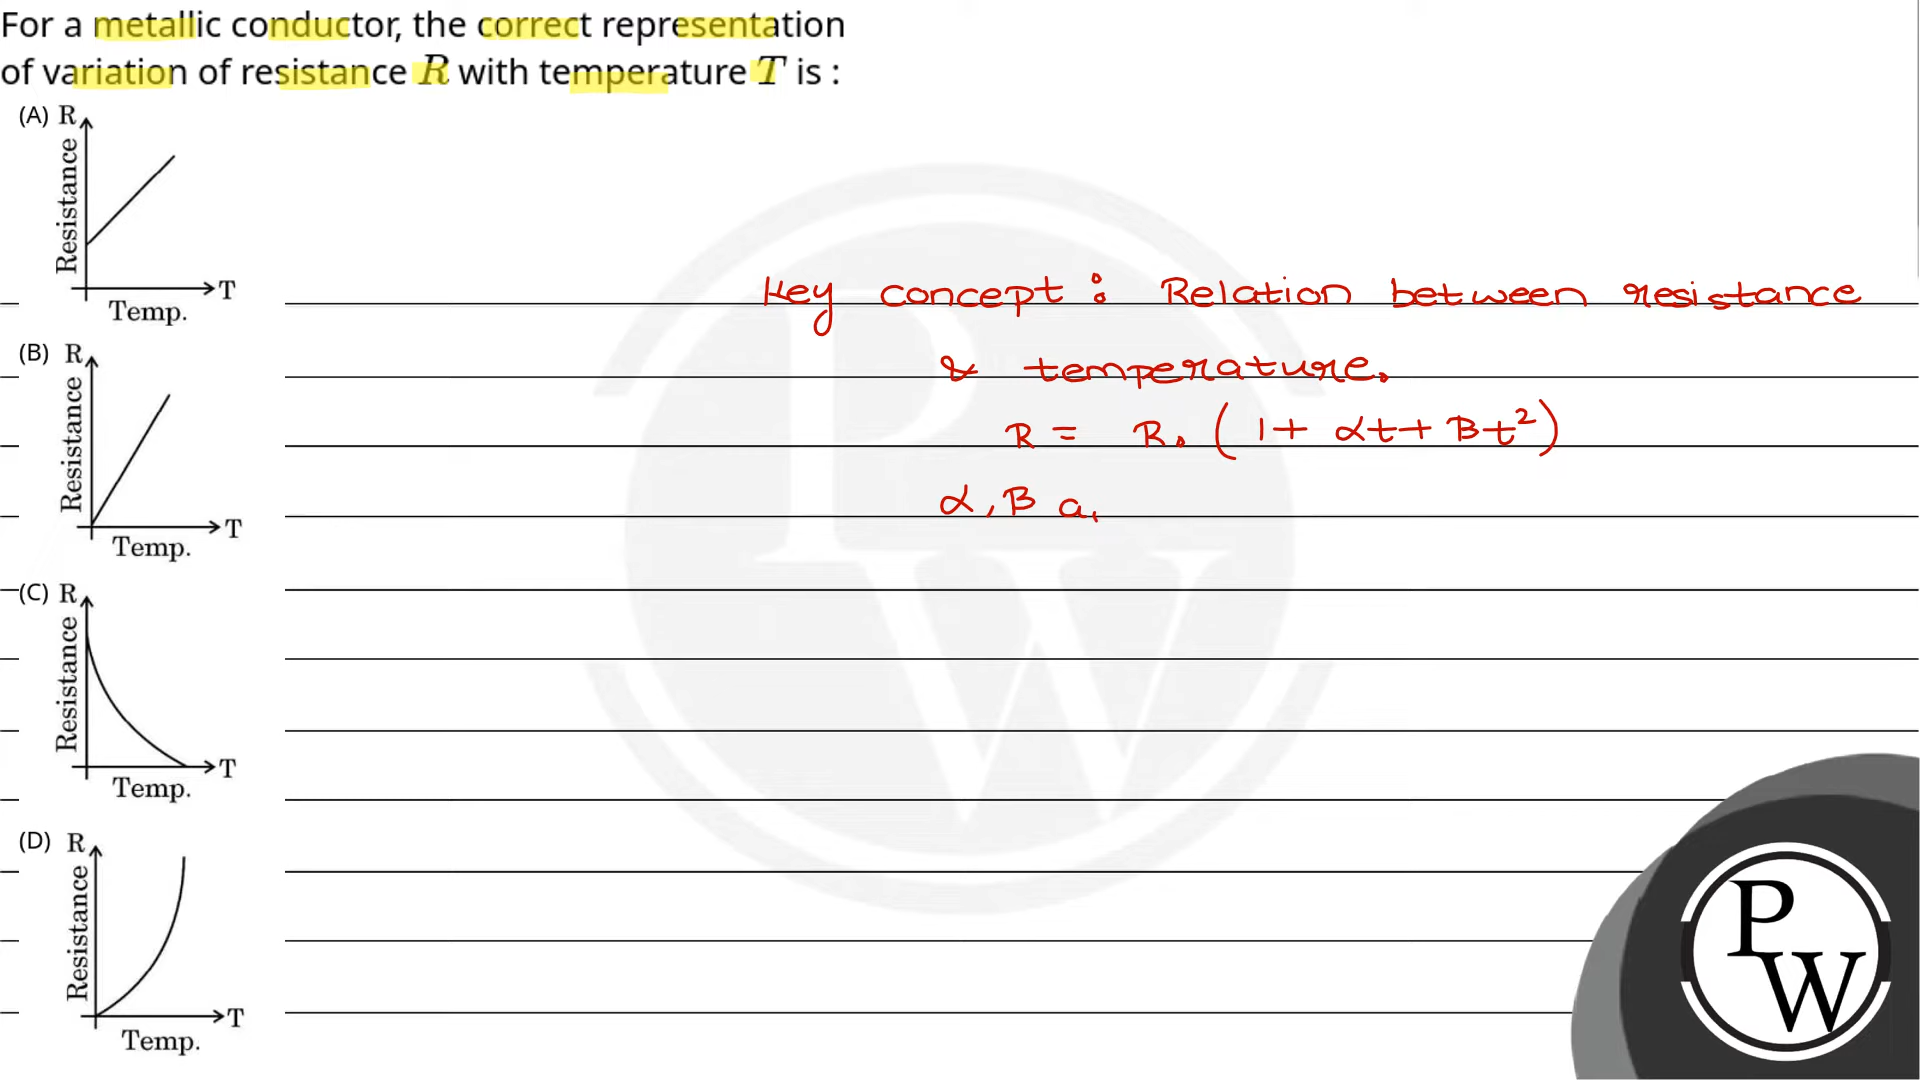 For a metallic conductor, the correct representation
of variation of resistance R with temperature T is :
(A) R
Resistance
T
Temp.
(B) R
Resistance
T
Temp.
(C) R
Resistance
T
Temp.
(D) R
Resistance
T
Temp.
Key concept : Relation between resistance
& temperature.
R = R₀ ( 1 + αt + Bt² )
α, B a
P
W
PW